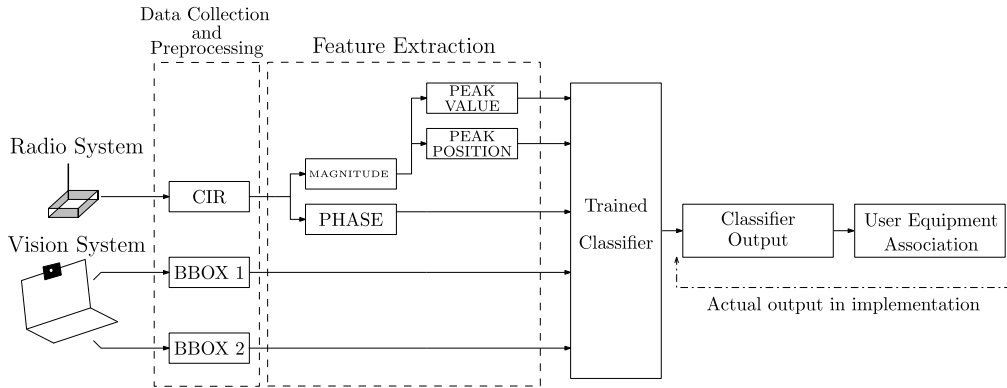 Data Collection
and
Preprocessing
Feature Extraction
PEAK
VALUE
PEAK
POSITION
Radio System
MAGNITUDE
CIR
PHASE
Trained
Classifier
Classifier
Output
User Equipment
Association
Vision System
BBOX 1
Actual output in implementation
BBOX 2